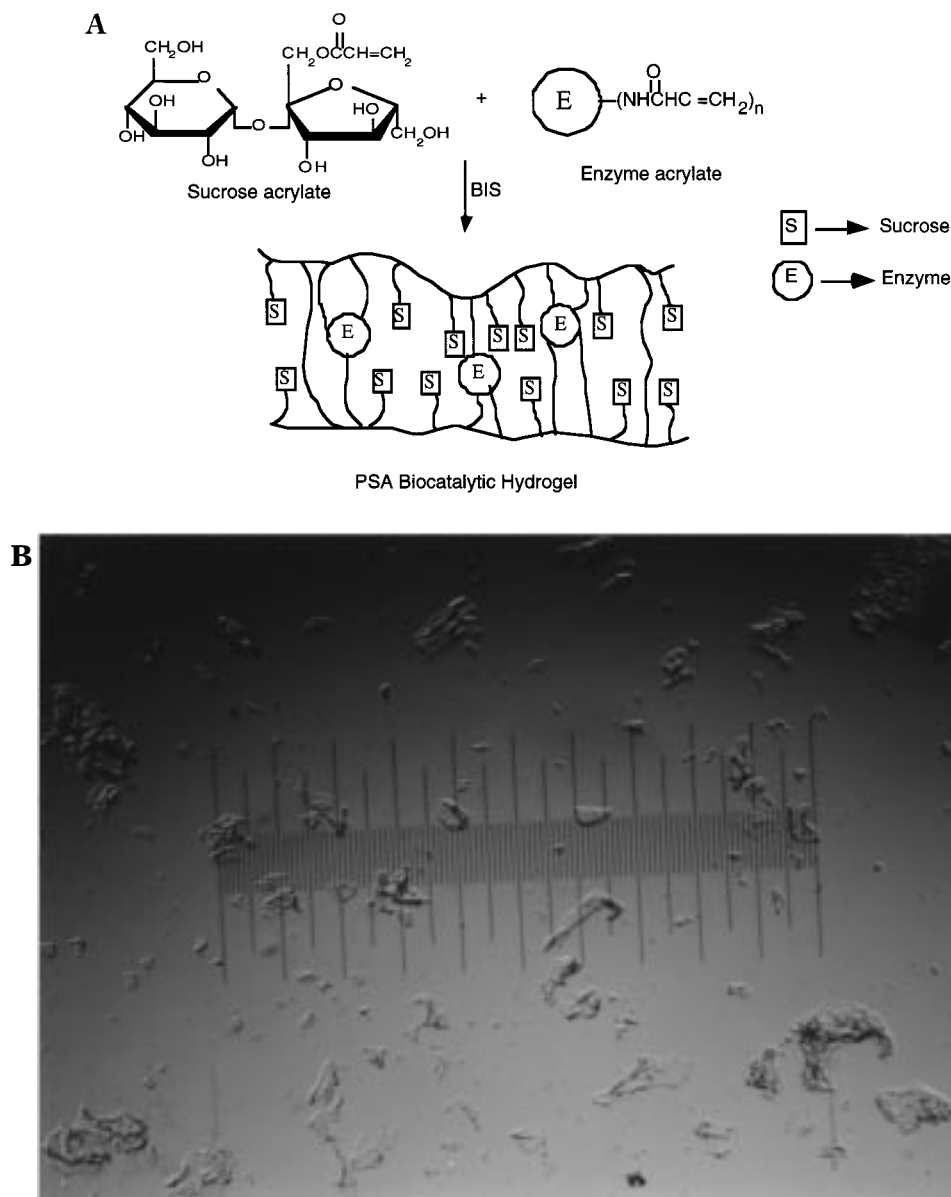 A
O
CH2OH
CH2OCCH=CH2
O
O
OH
HO
OH
OH
O
CH2OH
OH
OH
Sucrose acrylate
+
E
O
(NHCCHC=CH2)n
Enzyme acrylate
BIS
S → Sucrose
E → Enzyme
S
S
E
S
S
S
S
E
S
S
S
S
S
E
S
S
S
PSA Biocatalytic Hydrogel
B